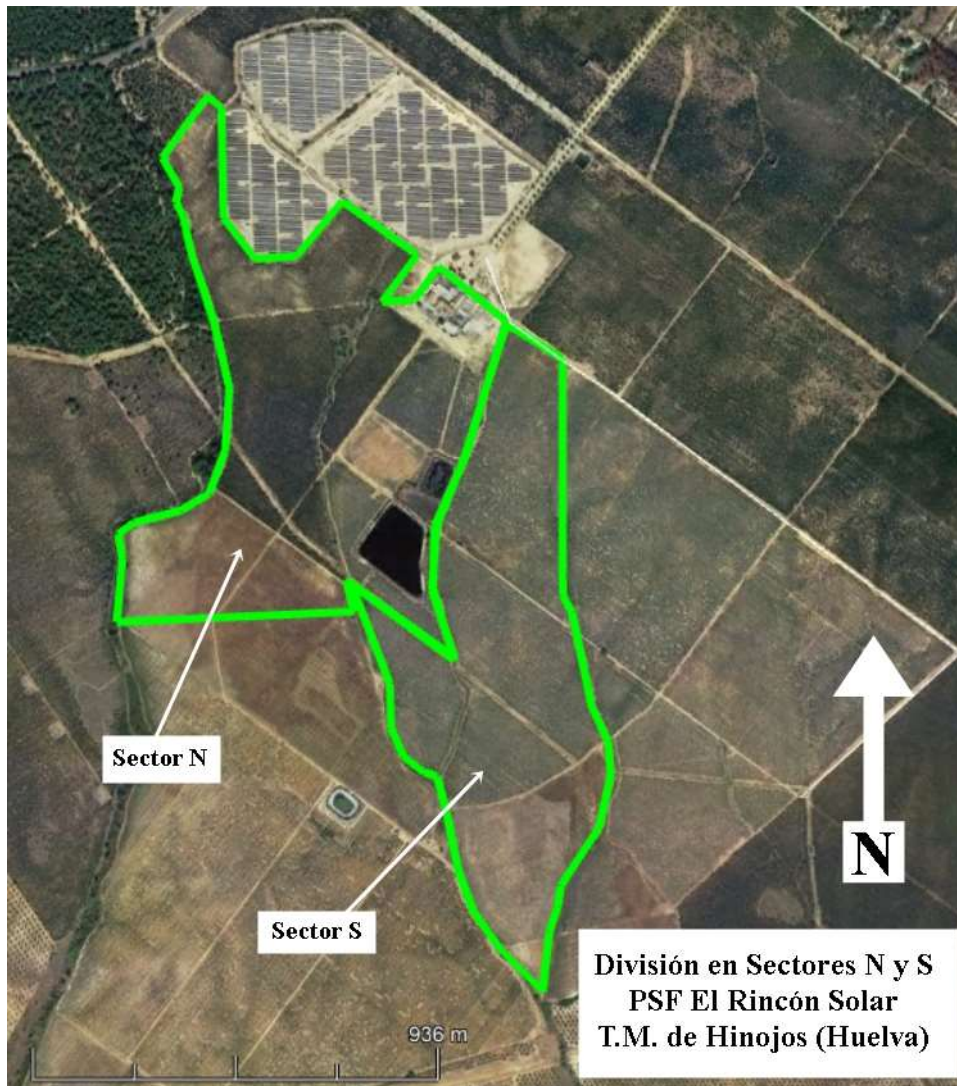 Sector N
N
Sector S
División en Sectores N y S
PSF El Rincón Solar
T.M. de Hinojos (Huelva)
936 m